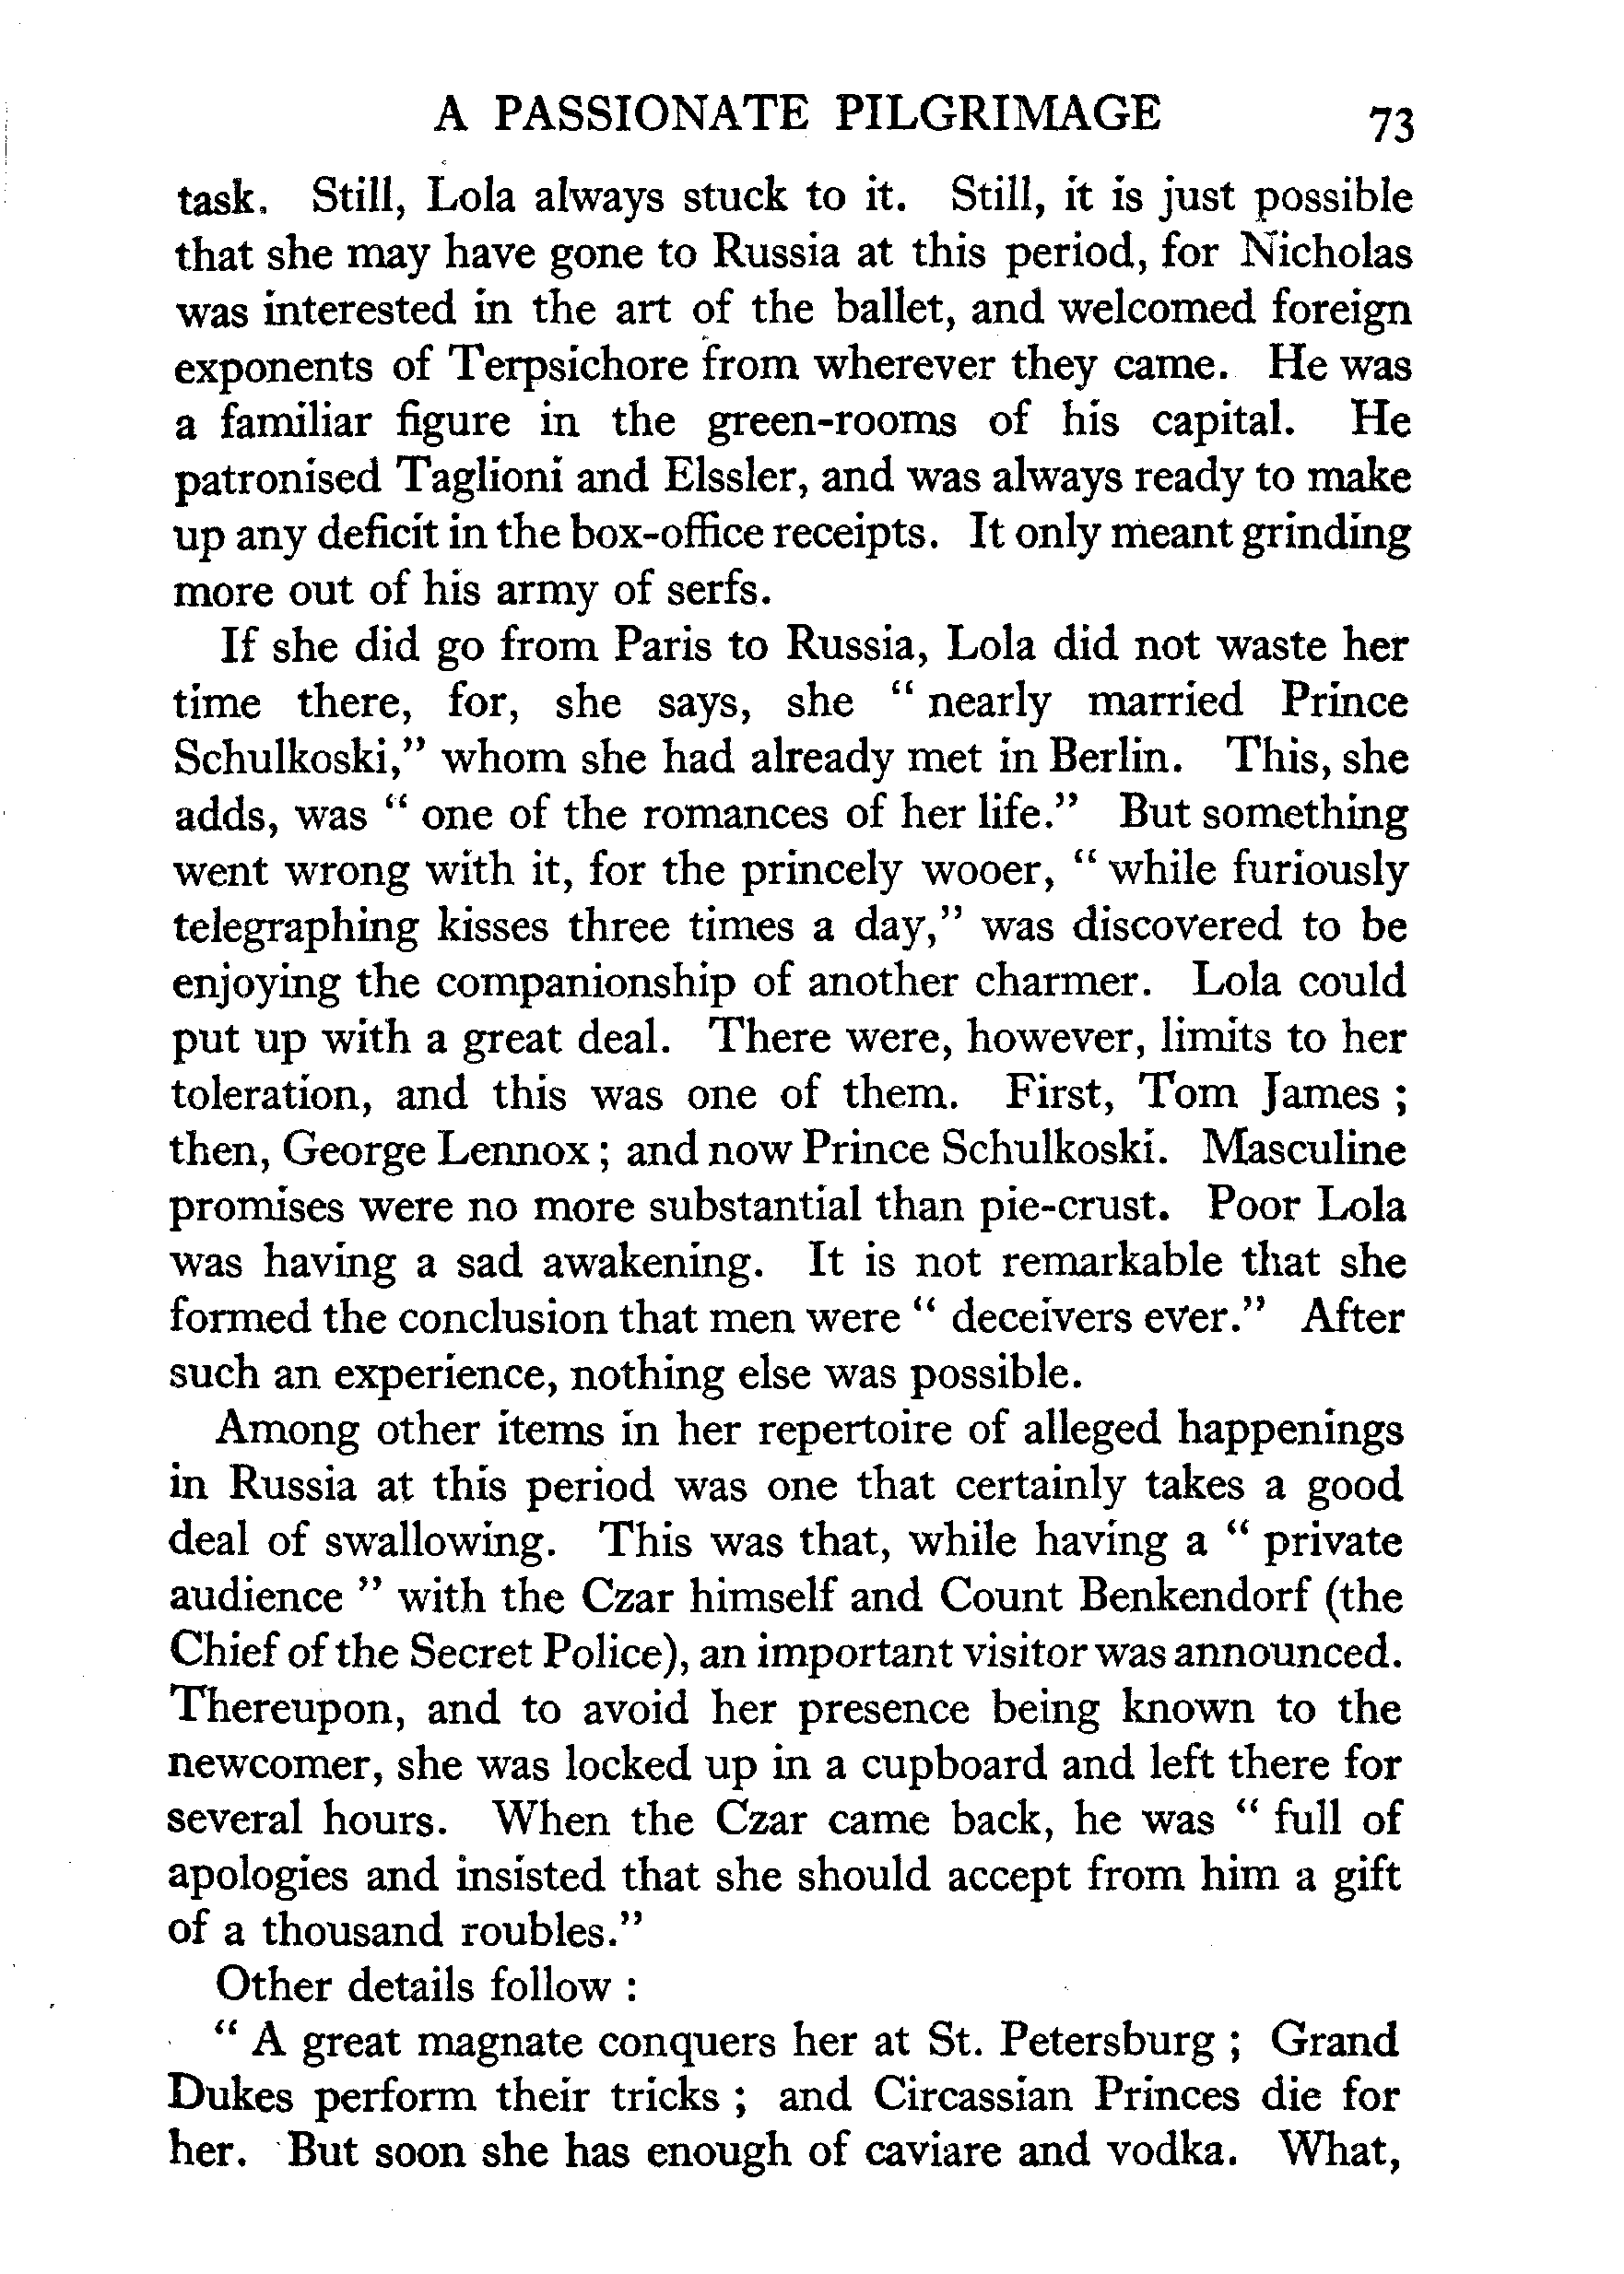 A PASSIONATE PILGRIMAGE 73
task. Still, Lola always stuck to it. Still, it is just possible
that she may have gone to Russia at this period, for Nicholas
was interested in the art of the ballet, and welcomed foreign
exponents of Terpsichore from wherever they came. He was
a familiar figure in the green-rooms of his capital. He
patronised Taglioni and Elssler, and was always ready to make
up any deficit in the box-office receipts. It only meant grinding
more out of his army of serfs.
If she did go from Paris to Russia, Lola did not waste her
time there, for, she says, she “ nearly married Prince
Schulkoski,” whom she had already met in Berlin. This, she
adds, was “ one of the romances of her life.” But something
went wrong with it, for the princely wooer, “ while furiously
telegraphing kisses three times a day,” was discovered to be
enjoying the companionship of another charmer. Lola could
put up with a great deal. There were, however, limits to her
toleration, and this was one of them. First, Tom James ;
then, George Lennox ; and now Prince Schulkoski. Masculine
promises were no more substantial than pie-crust. Poor Lola
was having a sad awakening. It is not remarkable that she
formed the conclusion that men were “ deceivers ever.” After
such an experience, nothing else was possible.
Among other items in her repertoire of alleged happenings
in Russia at this period was one that certainly takes a good
deal of swallowing. This was that, while having a “ private
audience ” with the Czar himself and Count Benkendorf (the
Chief of the Secret Police), an important visitor was announced.
Thereupon, and to avoid her presence being known to the
newcomer, she was locked up in a cupboard and left there for
several hours. When the Czar came back, he was “ full of
apologies and insisted that she should accept from him a gift
of a thousand roubles.”
Other details follow :
“ A great magnate conquers her at St. Petersburg ; Grand
Dukes perform their tricks ; and Circassian Princes die for
her. But soon she has enough of caviare and vodka. What,